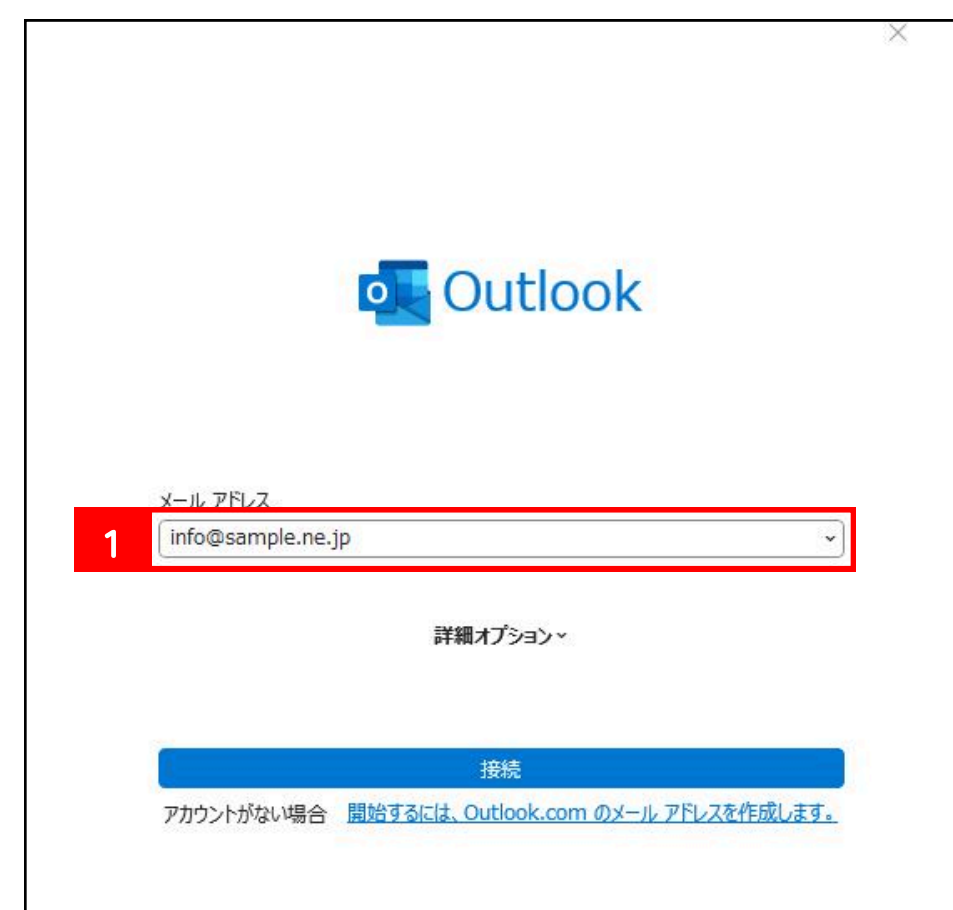 Outlook
メール アドレス
1 info@sample.ne.jp
詳細オプション
接続
アカウントがない場合 開始するには、Outlook.com のメール アドレスを作成します。